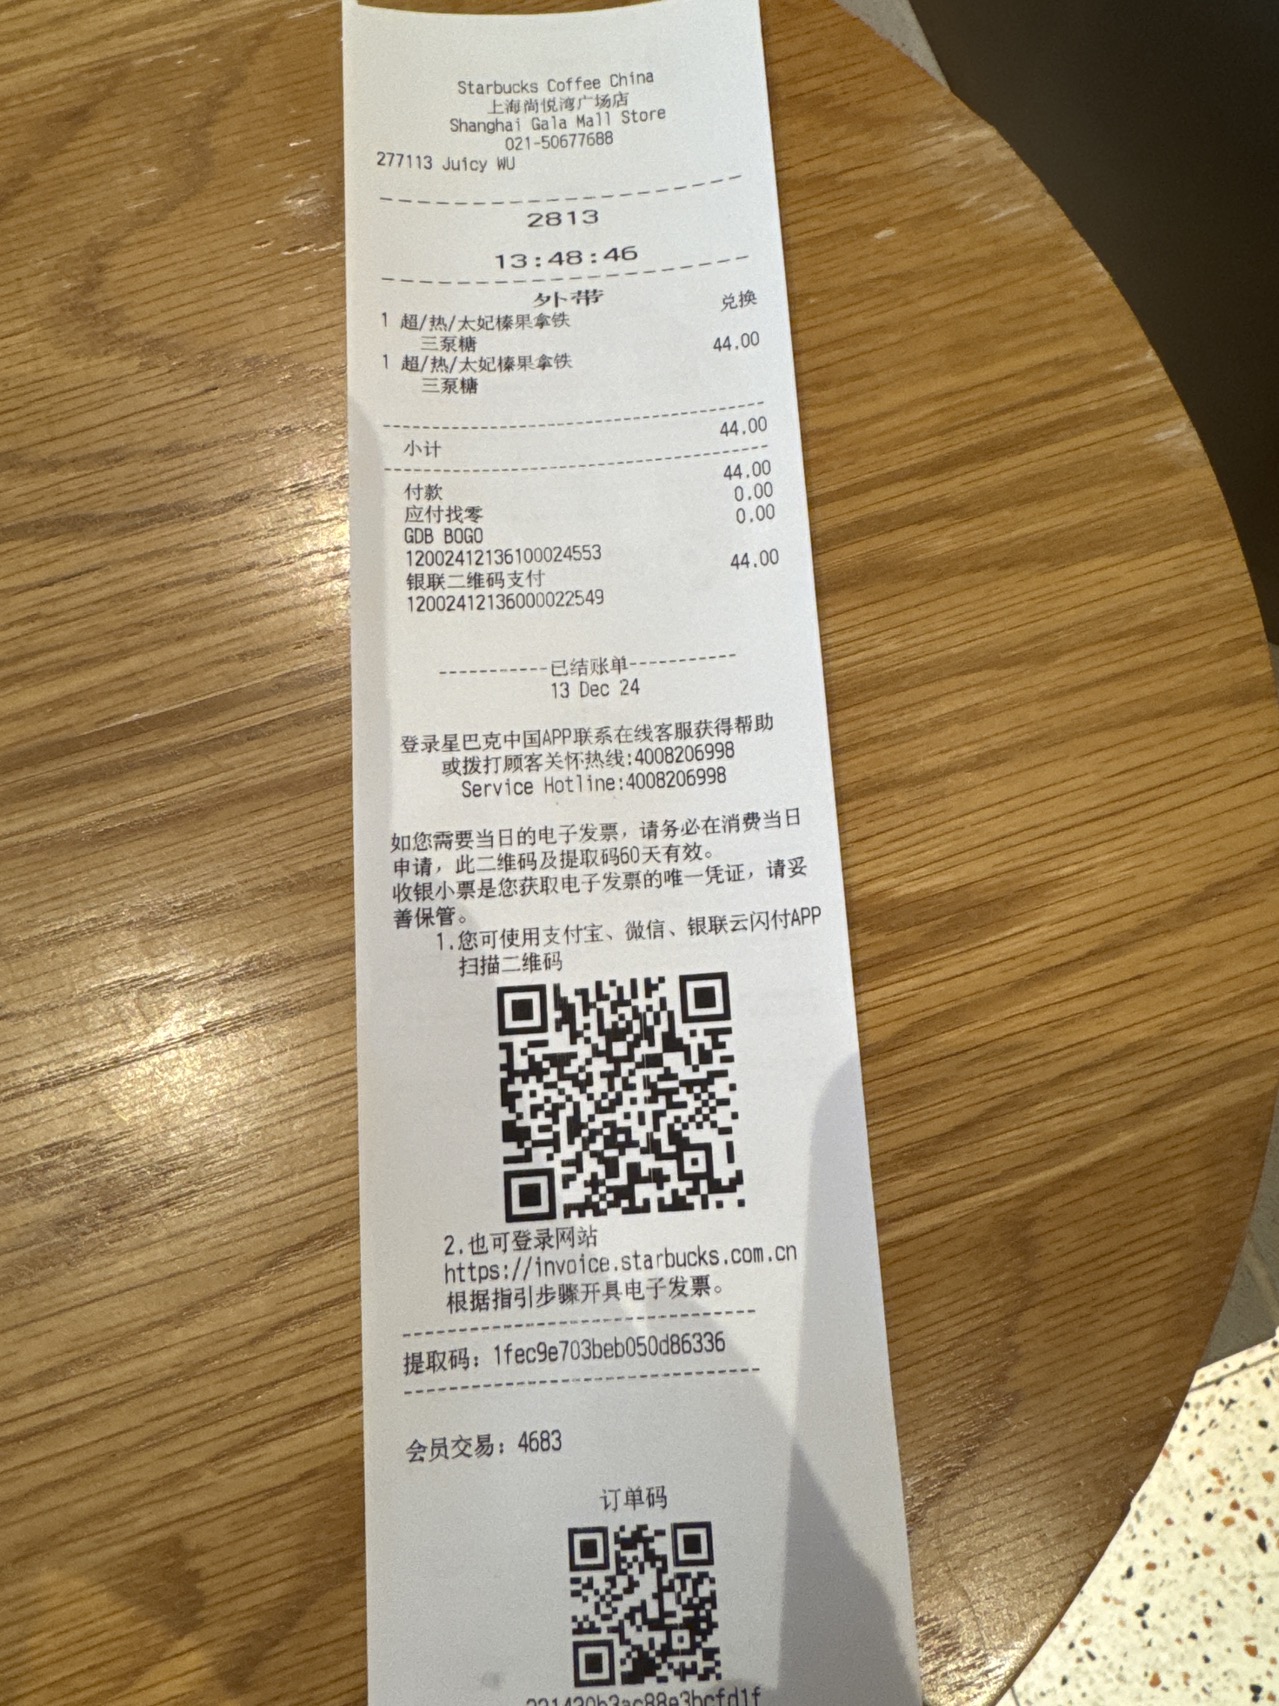 Starbucks Coffee China
上海尚悦湾广场店
Shanghai Gala Mall Store
021-50677688
277113 Juicy WU
2813
13:48:46
外带
1 超/热/太妃榛果拿铁 兑换
三泵糖
1 超/热/太妃榛果拿铁 44.00
三泵糖
小计 44.00
付款 44.00
应付找零 0.00
GDB BOGO 0.00
12002412136100024553
银联二维码支付 44.00
12002412136000022549
-----------已结账单-----------
13 Dec 24
登录星巴克中国APP联系在线客服获得帮助
或拨打顾客关怀热线:4008206998
Service Hotline:4008206998
如您需要当日的电子发票，请务必在消费当日
申请，此二维码及提取码60天有效。
收银小票是您获取电子发票的唯一凭证，请妥
善保管。
1.您可使用支付宝、微信、银联云闪付APP
扫描二维码
2.也可登录网站
https://invoice.starbucks.com.cn
根据指引步骤开具电子发票。
提取码：1fec9e703beb050d86336
会员交易：4683
订单码